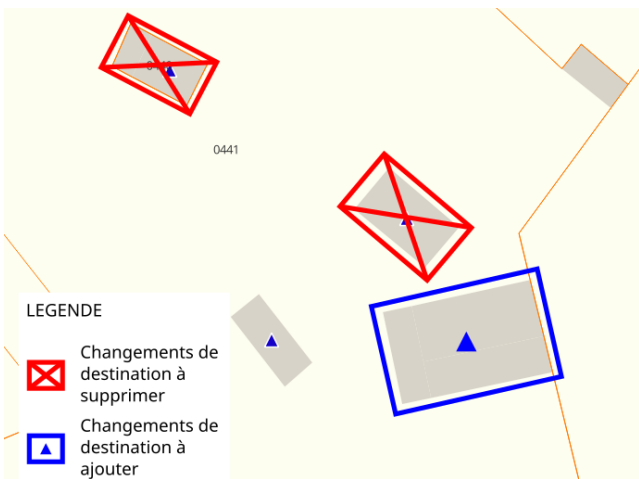 0441
LEGENDE
Changements de
destination à
supprimer
Changements de
destination à
ajouter